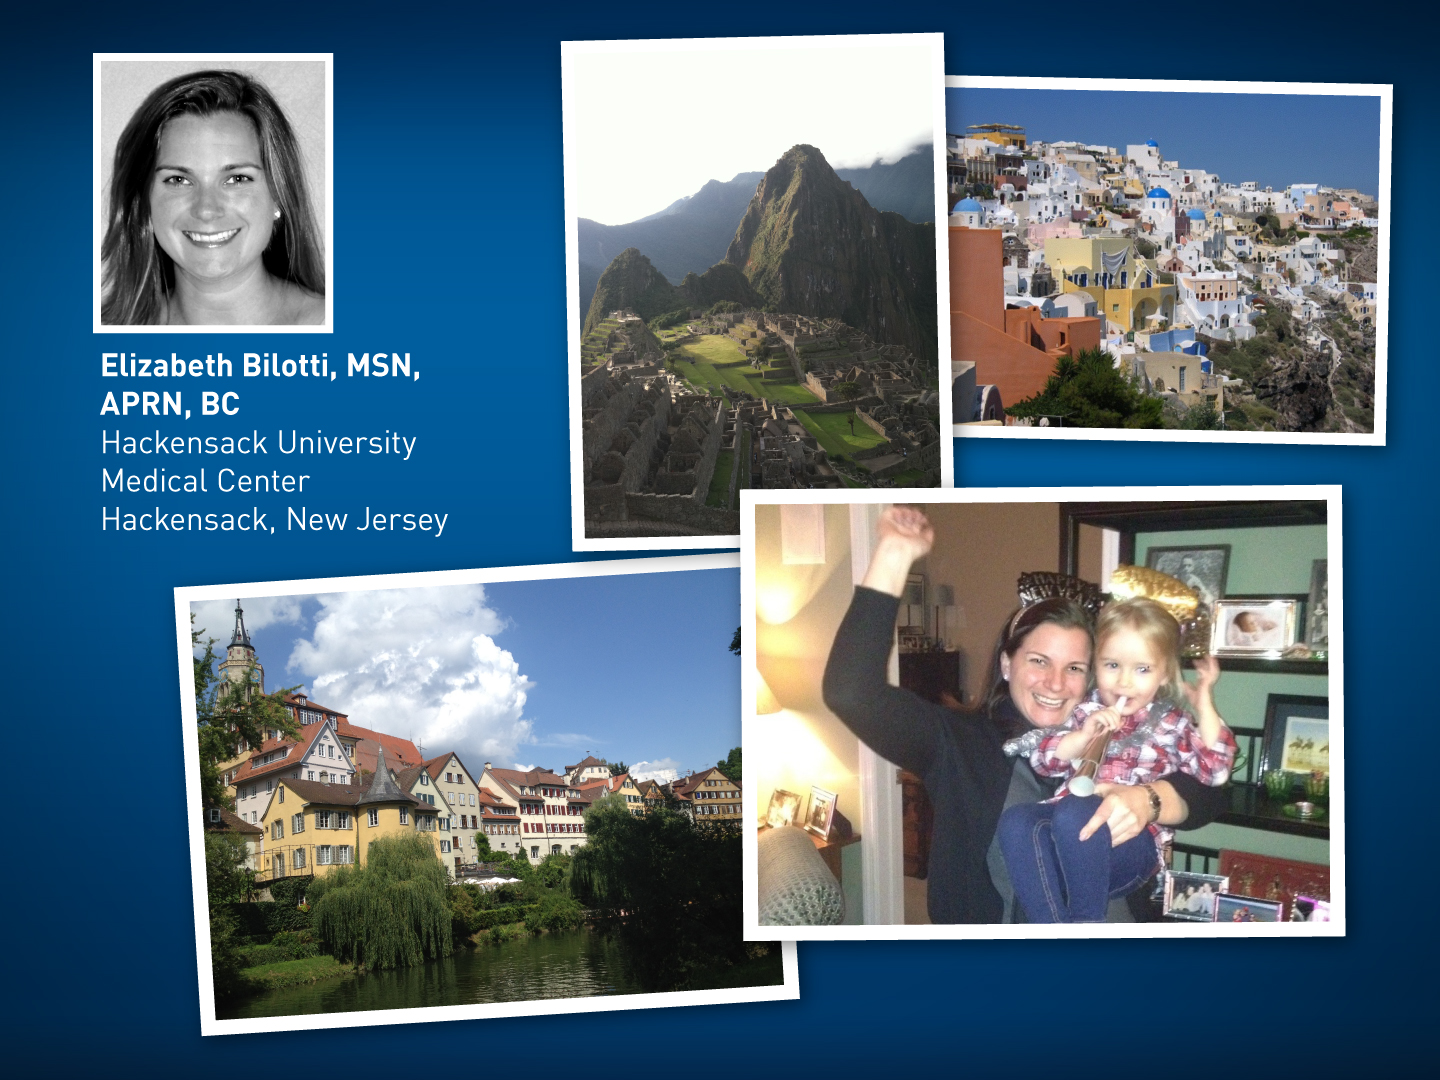 Elizabeth Bilotti, MSN,
APRN, BC
Hackensack University
Medical Center
Hackensack, New Jersey